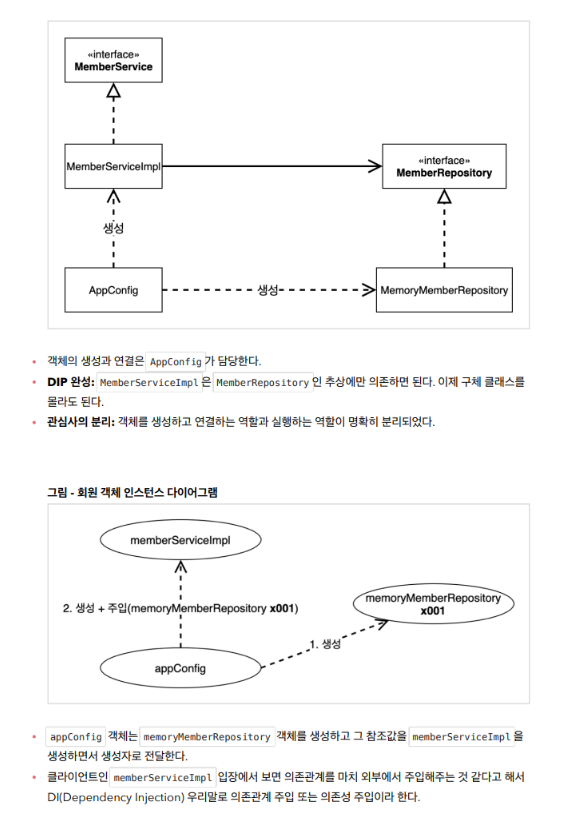 «interface»
MemberService
MemberServiceImpl
«interface»
MemberRepository
생성
AppConfig
생성
MemoryMemberRepository
객체의 생성과 연결은 AppConfig 가 담당한다.
DIP 완성: MemberServiceImpl 은 MemberRepository 인 추상에만 의존하면 된다. 이제 구체 클래스를
몰라도 된다.
관심사의 분리: 객체를 생성하고 연결하는 역할과 실행하는 역할이 명확히 분리되었다.
그림 - 회원 객체 인스턴스 다이어그램
memberServiceImpl
2. 생성 + 주입(memoryMemberRepository x001)
memoryMemberRepository
x001
1. 생성
appConfig
appConfig 객체는 memoryMemberRepository 객체를 생성하고 그 참조값을 memberServiceImpl 을
생성하면서 생성자로 전달한다.
클라이언트인 memberServiceImpl 입장에서 보면 의존관계를 마치 외부에서 주입해주는 것 같다고 해서
DI(Dependency Injection) 우리말로 의존관계 주입 또는 의존성 주입이라 한다.